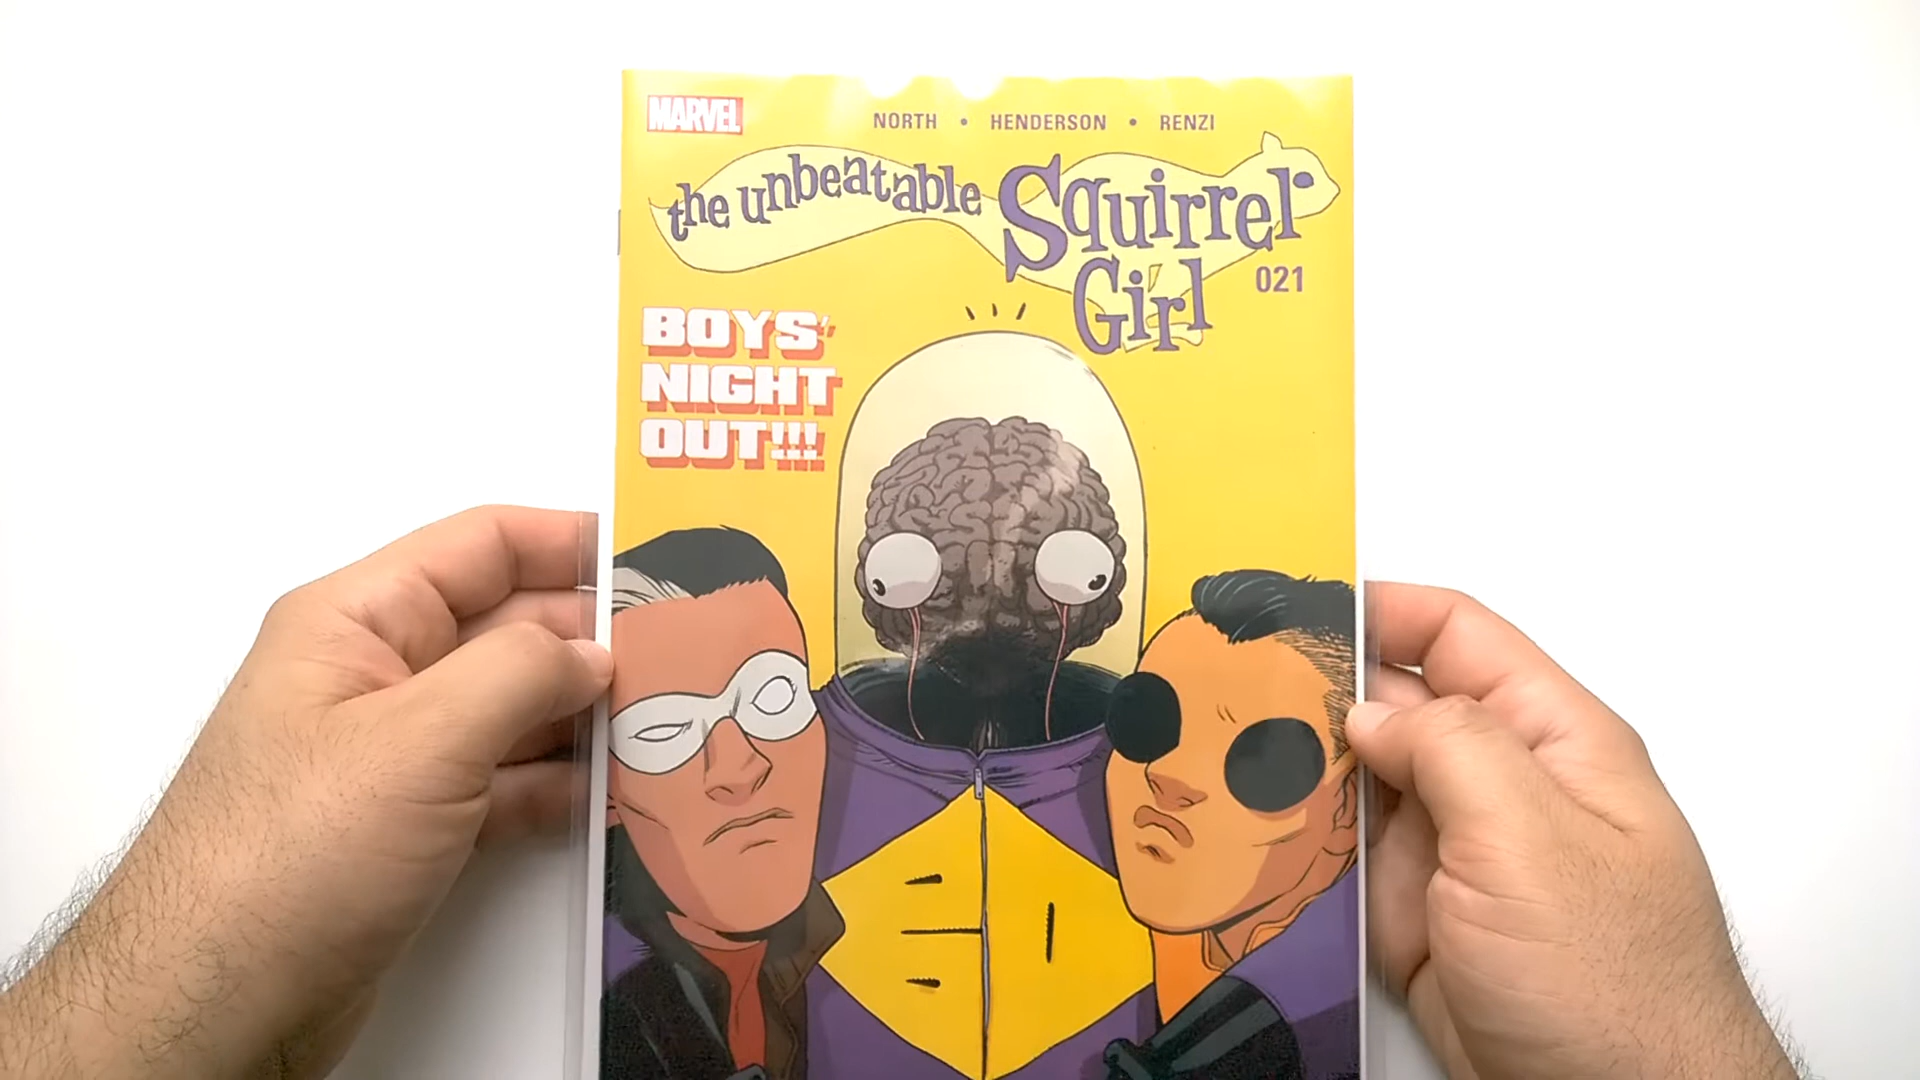 MARVEL
NORTH • HENDERSON • RENZI
the unbeatable Squirrel
Girl 021
BOYS'
NIGHT
OUT!!!